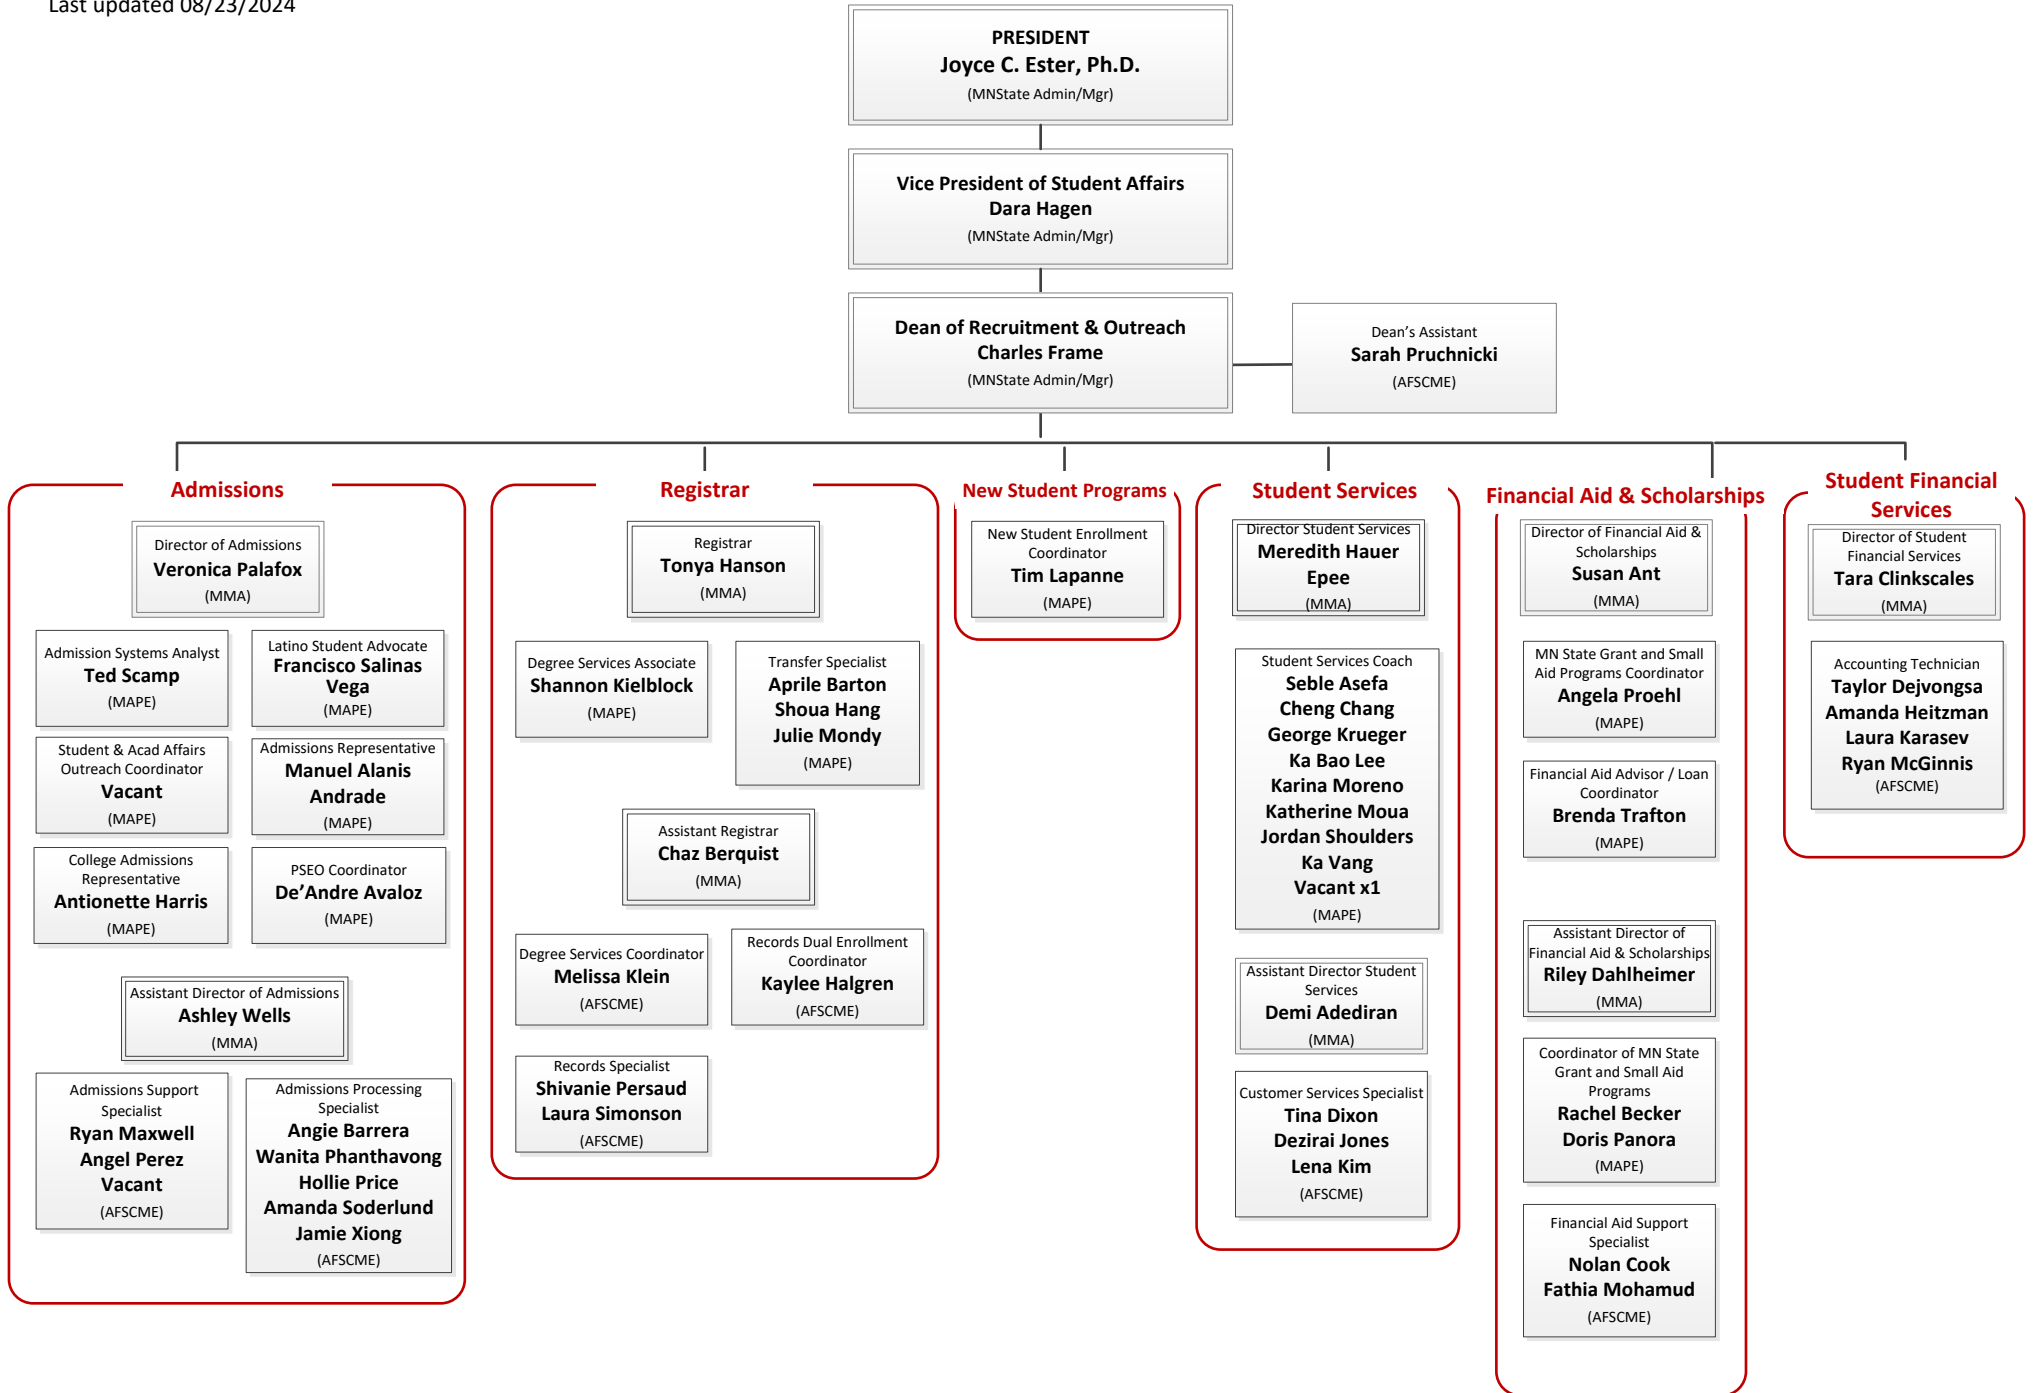 Last updated 08/23/2024
PRESIDENT
Joyce C. Ester, Ph.D.
(MNState Admin/Mgr)
Vice President of Student Affairs
Dara Hagen
(MNState Admin/Mgr)
Dean of Recruitment & Outreach
Charles Frame
(MNState Admin/Mgr)
Dean's Assistant
Sarah Pruchnicki
(AFSCME)
Admissions
Director of Admissions
Veronica Palafox
(MMA)
Admission Systems Analyst
Ted Scamp
(MAPE)
Latino Student Advocate
Francisco Salinas
Vega
(MAPE)
Student & Acad Affairs
Outreach Coordinator
Vacant
(MAPE)
Admissions Representative
Manuel Alanis
Andrade
(MAPE)
College Admissions
Representative
Antionette Harris
(MAPE)
PSEO Coordinator
De'Andre Avaloz
(MAPE)
Assistant Director of Admissions
Ashley Wells
(MMA)
Admissions Support
Specialist
Ryan Maxwell
Angel Perez
Vacant
(AFSCME)
Admissions Processing
Specialist
Angie Barrera
Wanita Phanthavong
Hollie Price
Amanda Soderlund
Jamie Xiong
(AFSCME)
Registrar
Registrar
Tonya Hanson
(MMA)
Degree Services Associate
Shannon Kielblock
(MAPE)
Transfer Specialist
Aprile Barton
Shoua Hang
Julie Mondy
(MAPE)
Assistant Registrar
Chaz Berquist
(MMA)
Degree Services Coordinator
Melissa Klein
(AFSCME)
Records Dual Enrollment
Coordinator
Kaylee Halgren
(AFSCME)
Records Specialist
Shivanie Persaud
Laura Simonson
(AFSCME)
New Student Programs
New Student Enrollment
Coordinator
Tim Lapanne
(MAPE)
Student Services
Director Student Services
Meredith Hauer
Epee
(MMA)
Student Services Coach
Seble Asefa
Cheng Chang
George Krueger
Ka Bao Lee
Karina Moreno
Katherine Moua
Jordan Shoulders
Ka Vang
Vacant x1
(MAPE)
Assistant Director Student
Services
Demi Adediran
(MMA)
Customer Services Specialist
Tina Dixon
Dezirai Jones
Lena Kim
(AFSCME)
Financial Aid & Scholarships
Director of Financial Aid &
Scholarships
Susan Ant
(MMA)
MN State Grant and Small
Aid Programs Coordinator
Angela Proehl
(MAPE)
Financial Aid Advisor / Loan
Coordinator
Brenda Trafton
(MAPE)
Assistant Director of
Financial Aid & Scholarships
Riley Dahlheimer
(MMA)
Coordinator of MN State
Grant and Small Aid
Programs
Rachel Becker
Doris Panora
(MAPE)
Financial Aid Support
Specialist
Nolan Cook
Fathia Mohamud
(AFSCME)
Student Financial
Services
Director of Student
Financial Services
Tara Clinkscales
(MMA)
Accounting Technician
Taylor Dejvongsa
Amanda Heitzman
Laura Karasev
Ryan McGinnis
(AFSCME)